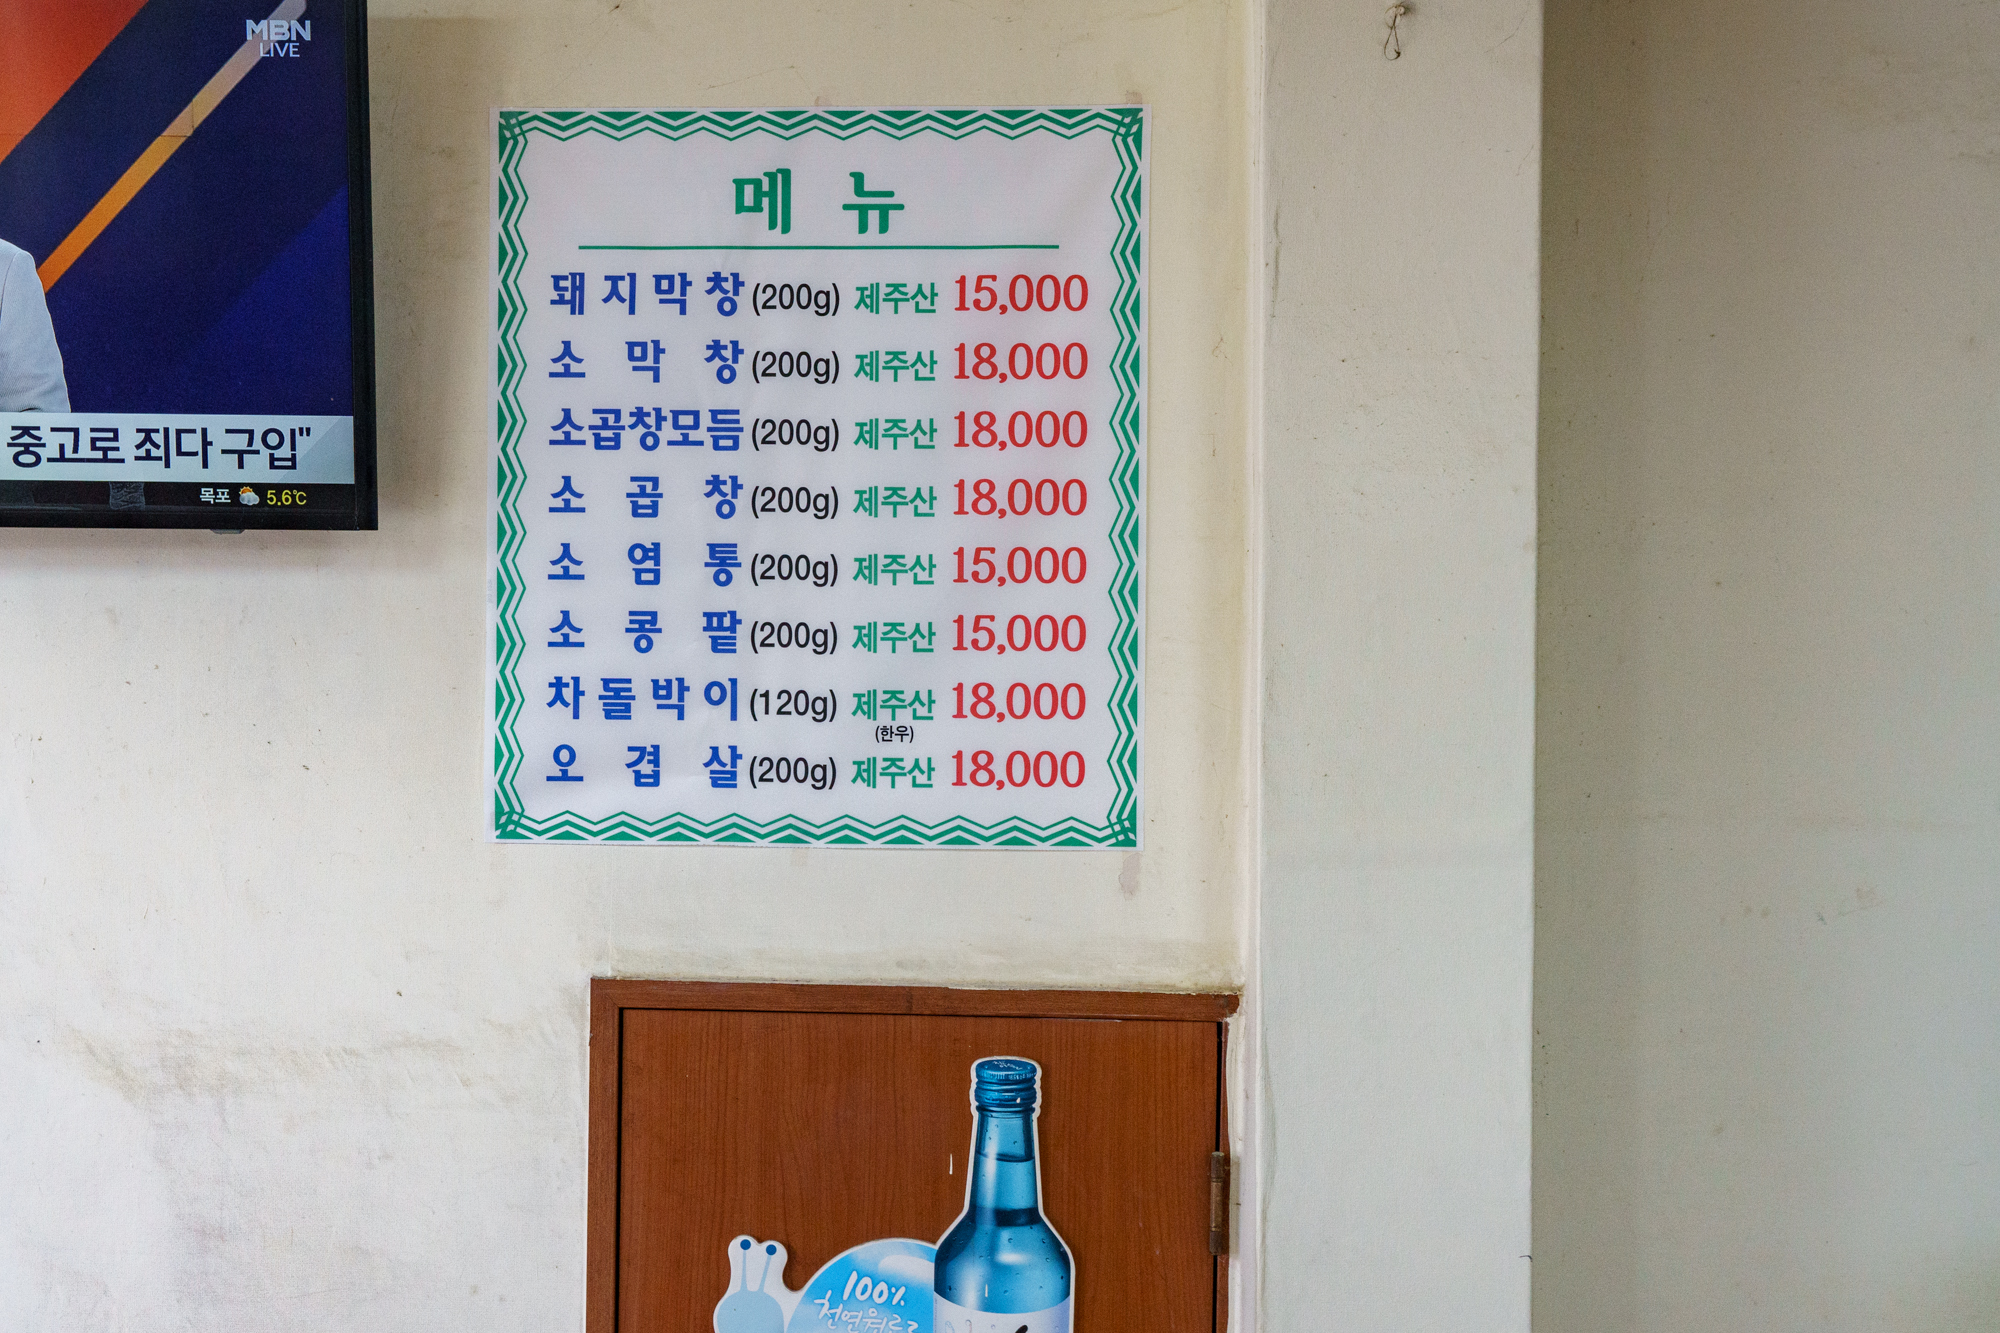 MBN
LIVE
중고로 죄다 구입"
목포 5.6℃
메뉴
돼지막창(200g) 제주산 15,000
소막창(200g) 제주산 18,000
소곱창모듬(200g) 제주산 18,000
소곱창(200g) 제주산 18,000
소염통(200g) 제주산 15,000
소콩팥(200g) 제주산 15,000
차돌박이(120g) 제주산 18,000
(한우)
오겹살(200g) 제주산 18,000
100%
천연원료